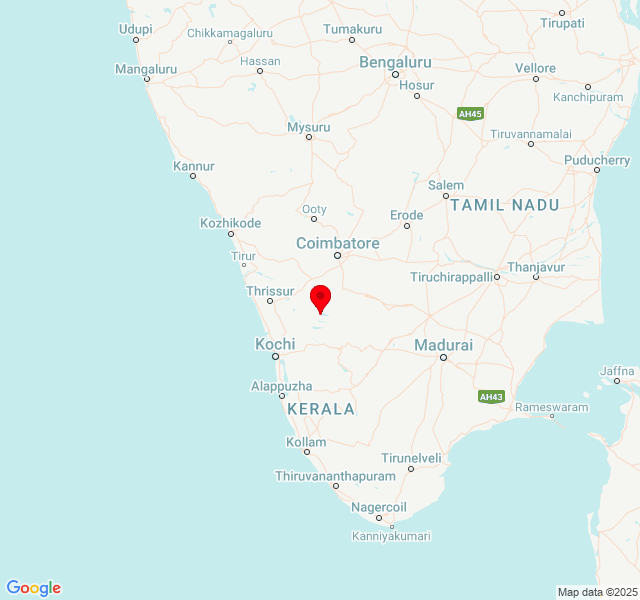 Udupi
Chikkamagaluru
Tumakuru
Tirupati
Hassan
Bengaluru
Vellore
Mangaluru
Hosur
Kanchipuram
AH45
Mysuru
Tiruvannamalai
Kannur
Puducherry
Salem
TAMIL NADU
Ooty
Erode
Kozhikode
Coimbatore
Tirur
Tiruchirappalli
Thanjavur
Thrissur
Kochi
Madurai
Jaffna
Alappuzha
AH43
KERALA
Rameswaram
Kollam
Tirunelveli
Thiruvananthapuram
Nagercoil
Kanniyakumari
Google
Map data ©2025